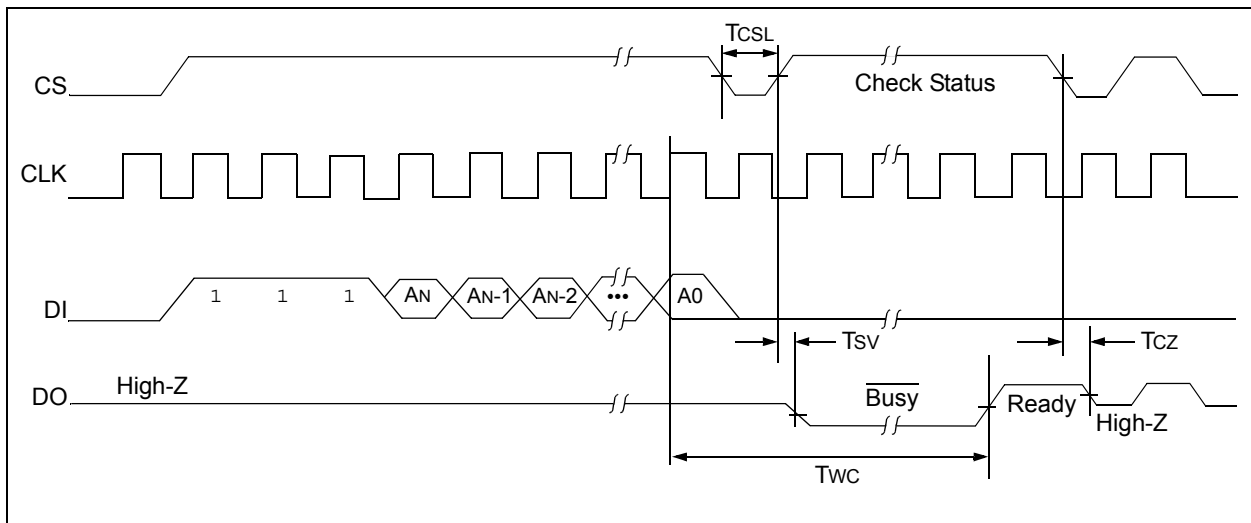 TCSL
CS
Check Status
CLK
DI
1 1 1 AN AN-1 AN-2 ••• A0
TSV
TCZ
DO
High-Z
Busy
Ready
High-Z
TWC